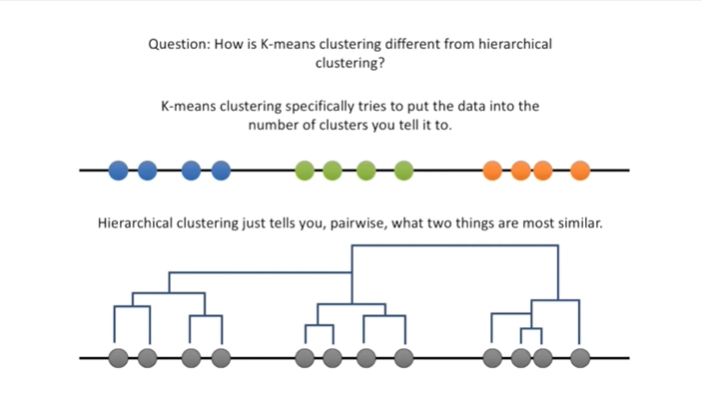 Question: How is K-means clustering different from hierarchical
clustering?
K-means clustering specifically tries to put the data into the
number of clusters you tell it to.
Hierarchical clustering just tells you, pairwise, what two things are most similar.